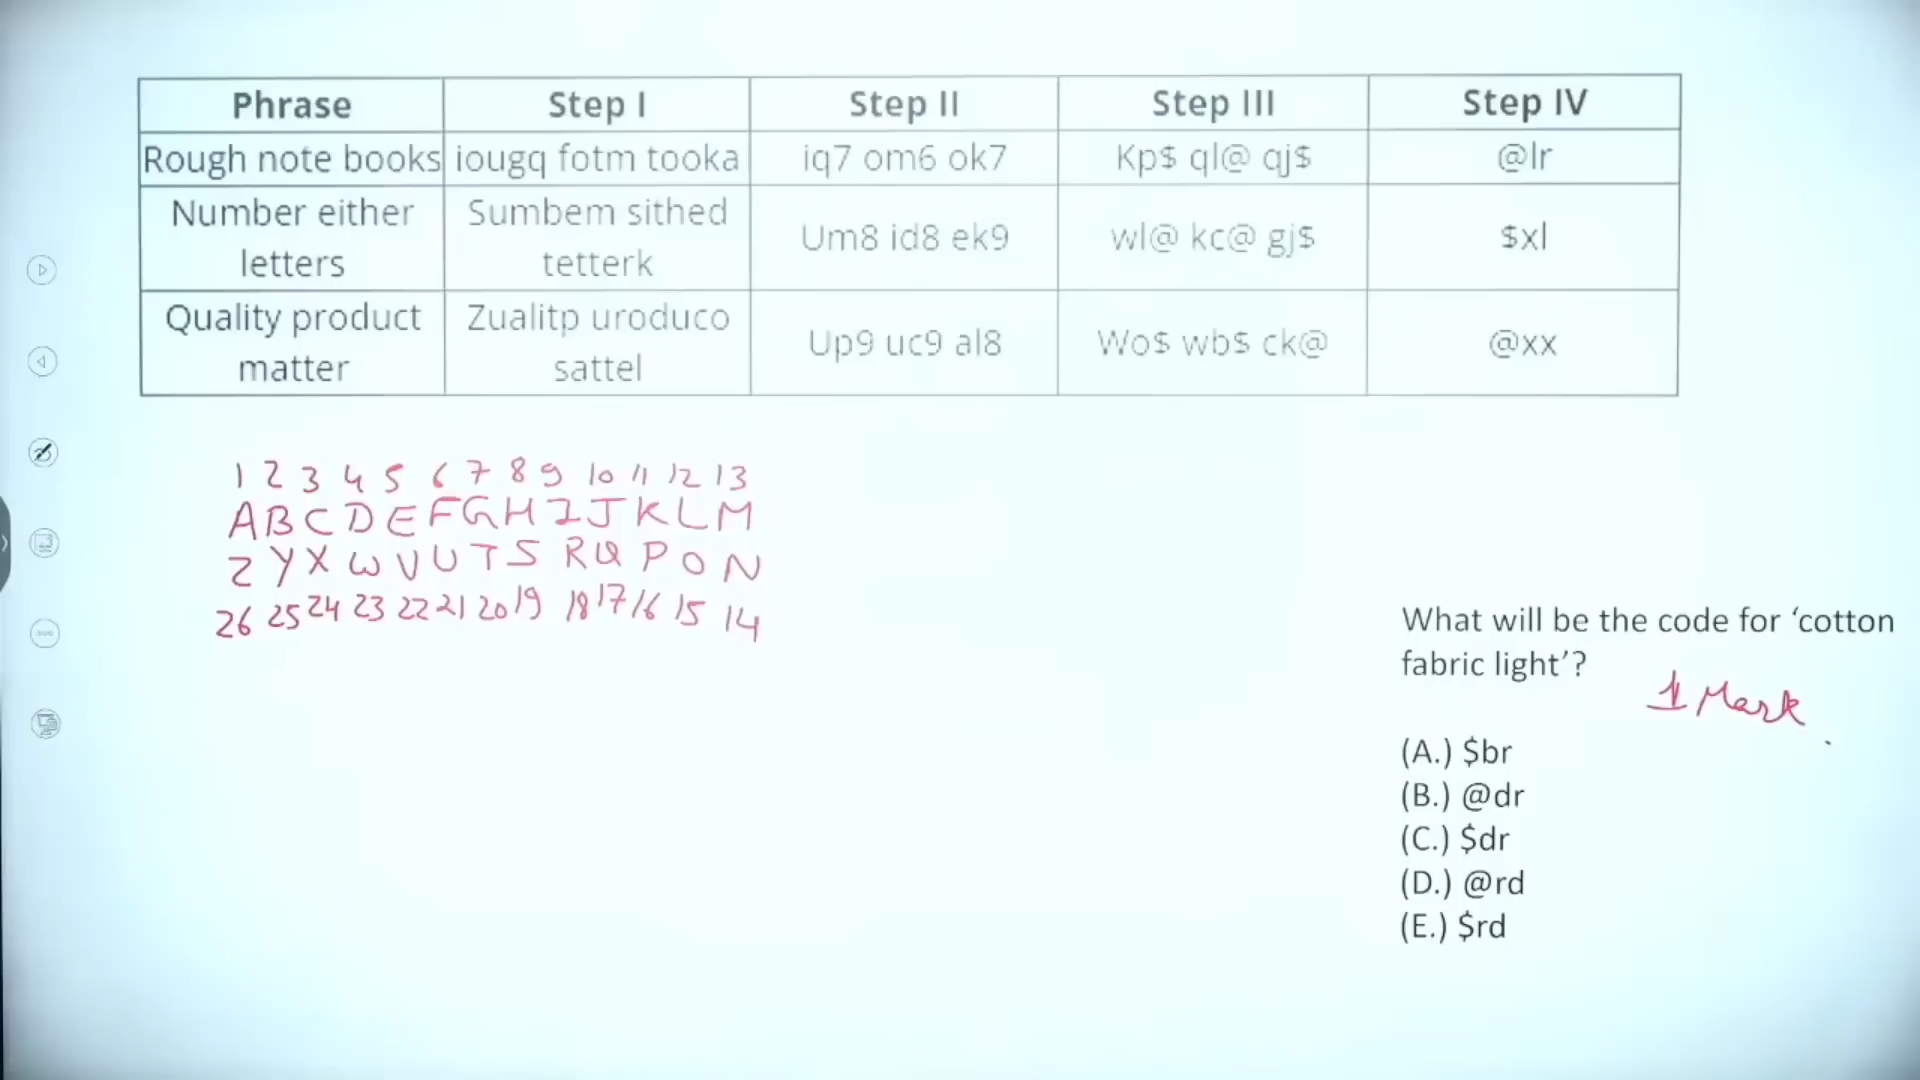 Phrase Step I Step II Step III Step IV
Rough note books iougq fotm tooka iq7 om6 ok7 Kp$ ql@ qj$ @lr
Number either letters Sumbem sithed tetterk Um8 id8 ek9 wl@ kc@ gj$ $xl
Quality product matter Zualitp uroduco sattel Up9 uc9 al8 Wo$ wb$ ck@ @xx
1 2 3 4 5 6 7 8 9 10 11 12 13
A B C D E F G H I J K L M
Z Y X W V U T S R Q P O N
26 25 24 23 22 21 20 19 18 17 16 15 14
What will be the code for ‘cotton
fabric light’?
1 Mark
(A.) $br
(B.) @dr
(C.) $dr
(D.) @rd
(E.) $rd